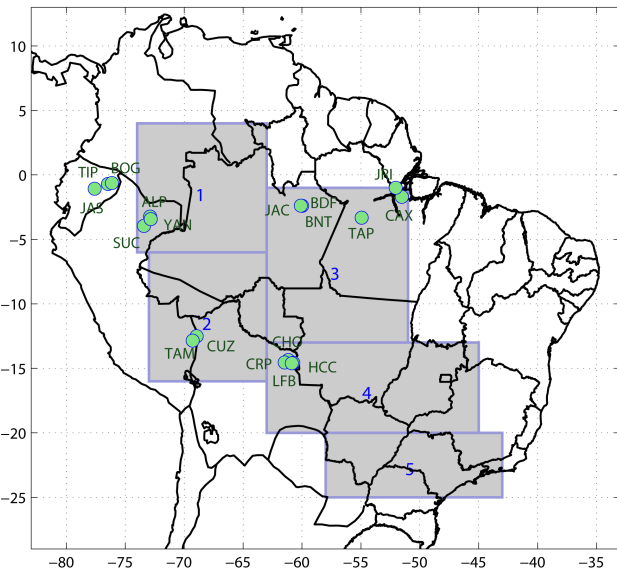 10
5
0
−5
−10
−15
−20
−25
TIP BOG
JAS
ALP
YAN
SUC
1
JRI
JAC BDF
BNT
TAP
CAX
3
2
TAM CUZ
CHO
CRP HCC
LFB
4
5
−80 −75 −70 −65 −60 −55 −50 −45 −40 −35